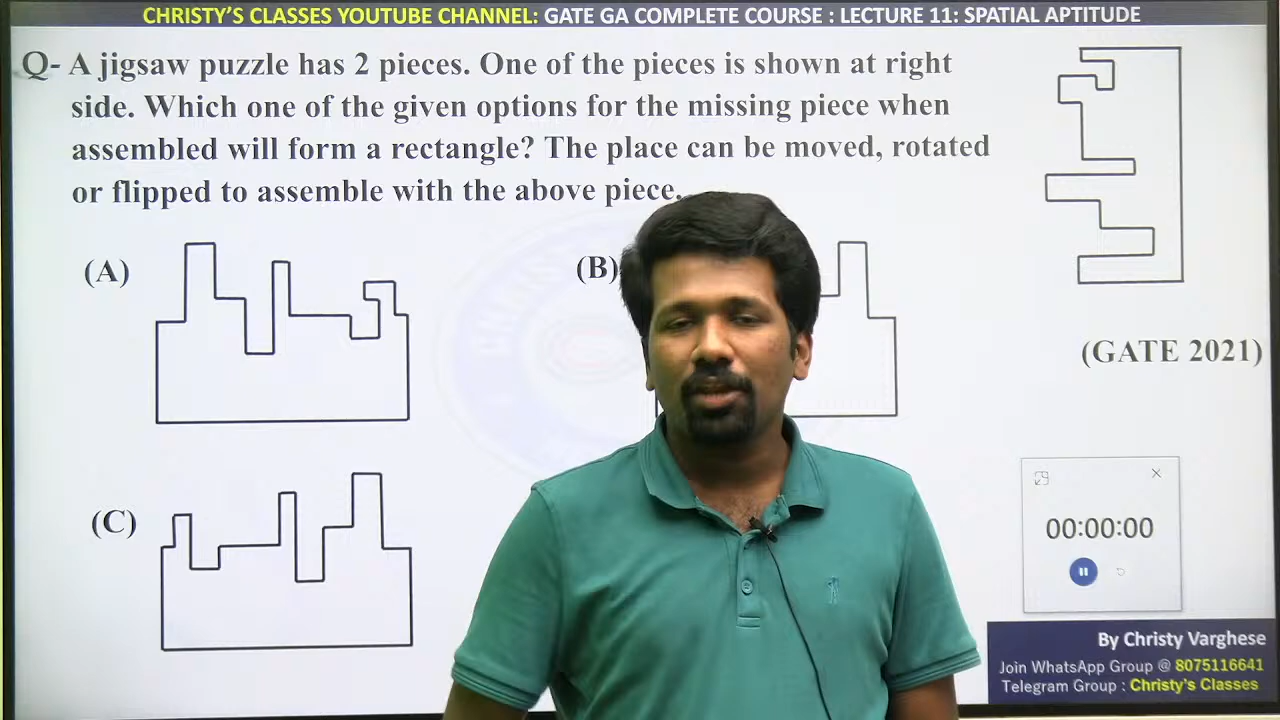 CHRISTY'S CLASSES YOUTUBE CHANNEL: GATE GA COMPLETE COURSE : LECTURE 11: SPATIAL APTITUDE
Q- A jigsaw puzzle has 2 pieces. One of the pieces is shown at right
side. Which one of the given options for the missing piece when
assembled will form a rectangle? The place can be moved, rotated
or flipped to assemble with the above piece.
(A)
(B)
(GATE 2021)
(C)
00:00:00
By Christy Varghese
Join WhatsApp Group @ 8075116641
Telegram Group : Christy's Classes